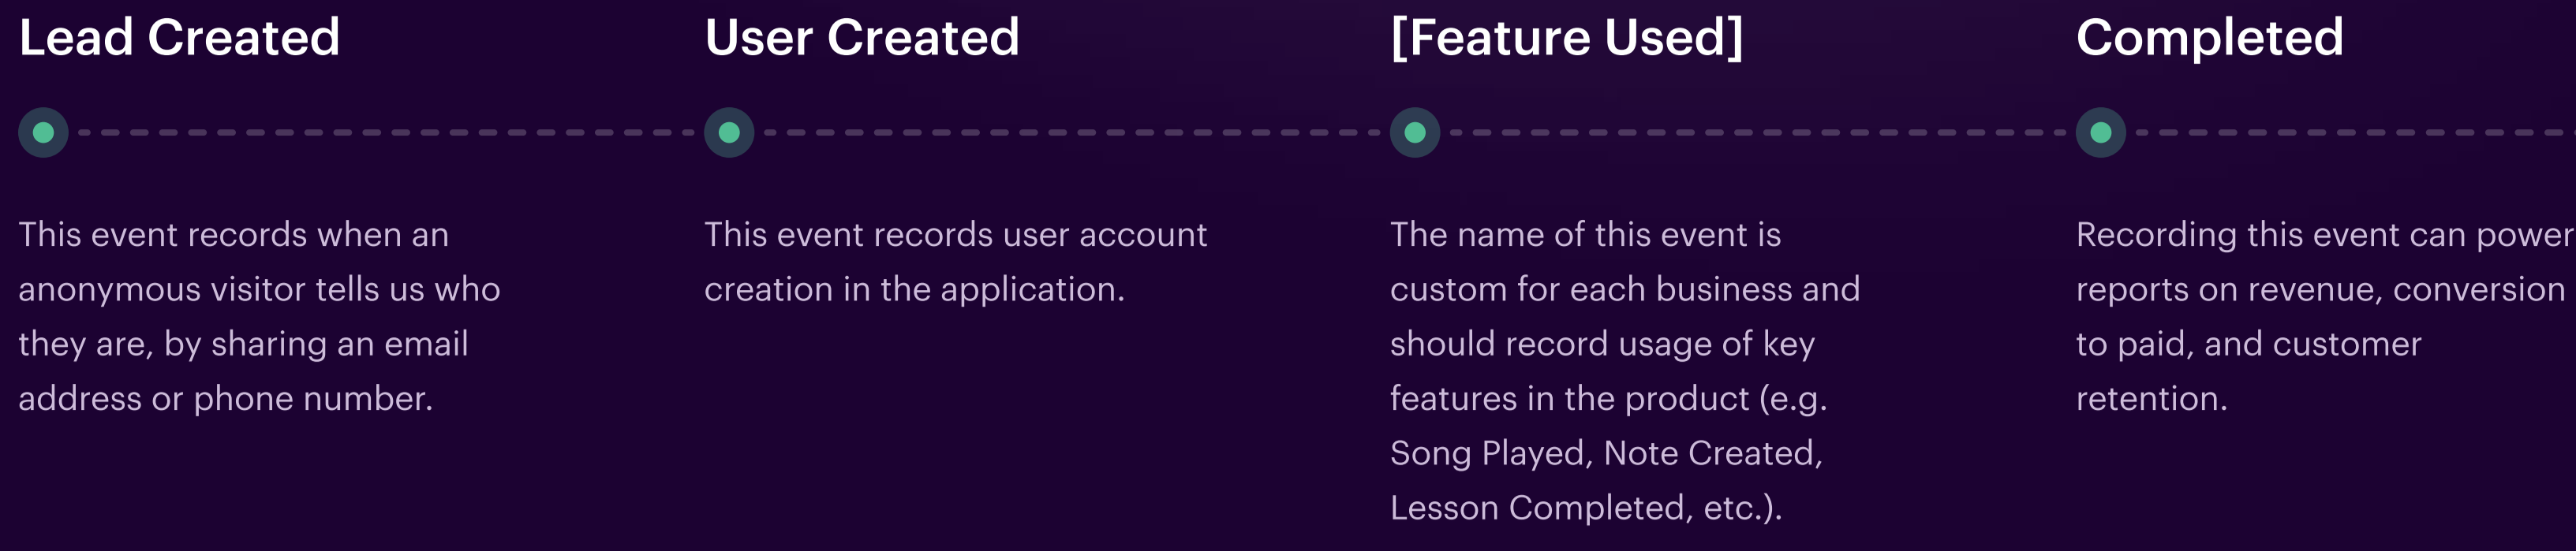 Lead Created
This event records when an
anonymous visitor tells us who
they are, by sharing an email
address or phone number.
User Created
This event records user account
creation in the application.
[Feature Used]
The name of this event is
custom for each business and
should record usage of key
features in the product (e.g.
Song Played, Note Created,
Lesson Completed, etc.).
Completed
Recording this event can power
reports on revenue, conversion
to paid, and customer
retention.